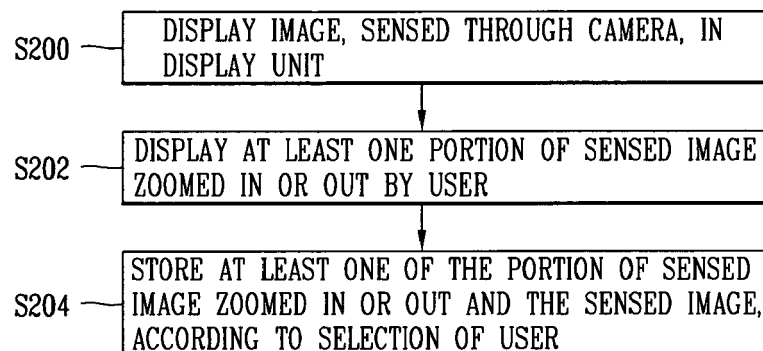 S200
DISPLAY IMAGE, SENSED THROUGH CAMERA, IN
DISPLAY UNIT
S202
DISPLAY AT LEAST ONE PORTION OF SENSED IMAGE
ZOOMED IN OR OUT BY USER
S204
STORE AT LEAST ONE OF THE PORTION OF SENSED
IMAGE ZOOMED IN OR OUT AND THE SENSED IMAGE,
ACCORDING TO SELECTION OF USER